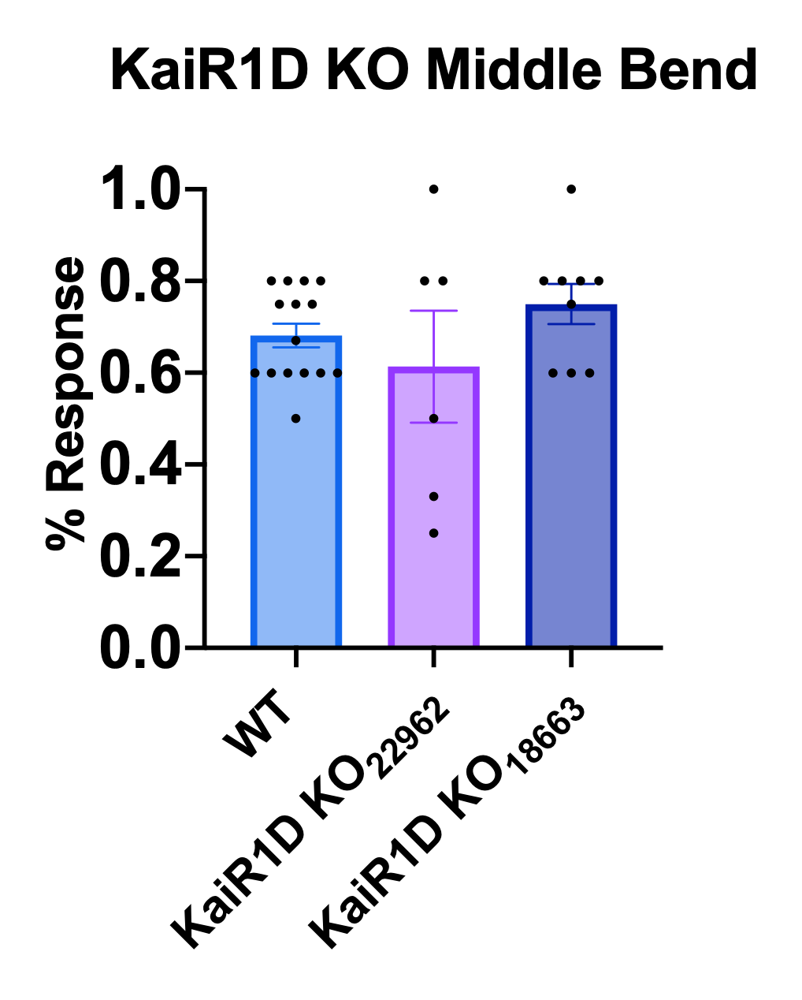 KaiR1D KO Middle Bend
% Response
1.0
0.8
0.6
0.4
0.2
0.0
WT
KaiR1D KO22962
KaiR1D KO18663